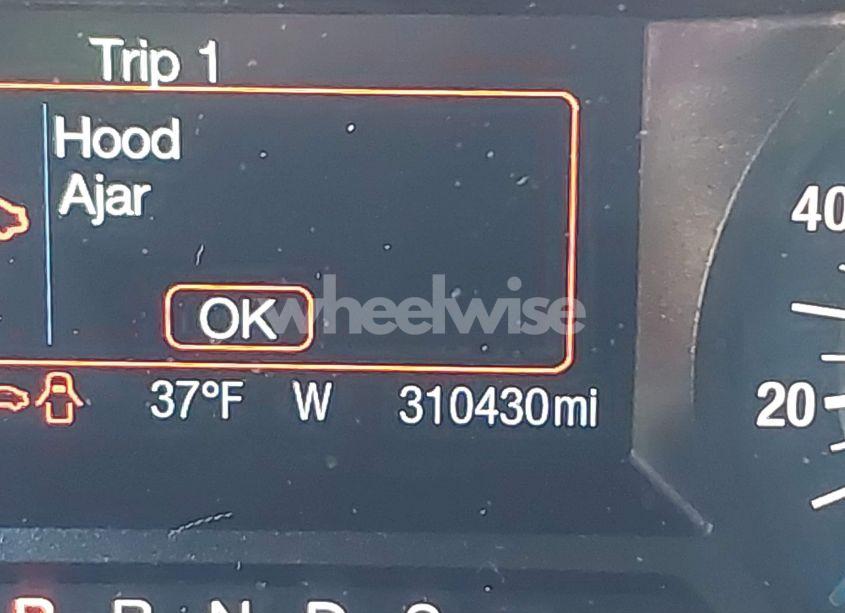 Trip 1
Hood
Ajar
OK
wheelwise
40
37°F W 310430mi
20
P R N D S